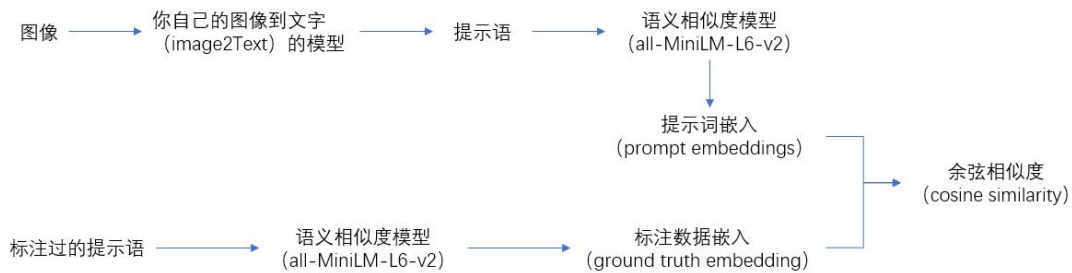 图像
你自己的图像到文字
（image2Text）的模型
提示语
语义相似度模型
（all-MiniLM-L6-v2）
提示词嵌入
（prompt embeddings）
余弦相似度
（cosine similarity）
标注过的提示语
语义相似度模型
（all-MiniLM-L6-v2）
标注数据嵌入
（ground truth embedding）